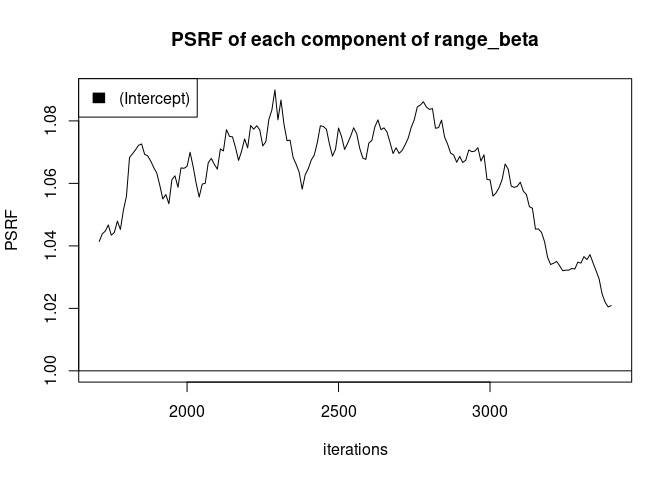 PSRF of each component of range_beta
(Intercept)
PSRF
1.08
1.06
1.04
1.02
1.00
2000 2500 3000
iterations